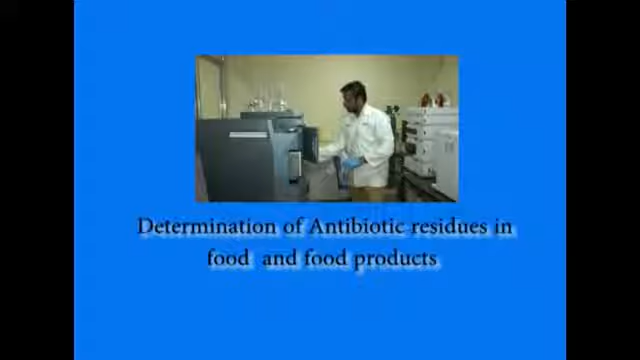 Determination of Antibiotic residues in
food and food products